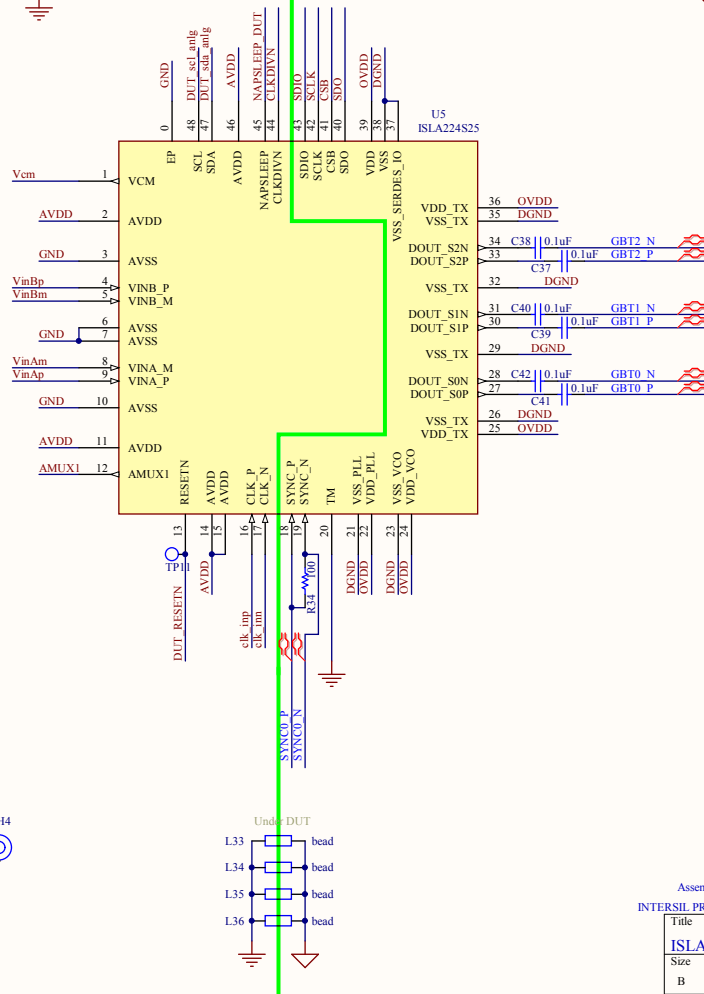 GND
DUT_scl_anlg
DUT_sda_anlg
AVDD
NAPSLEEP_DUT
CLKDIVN
SDIO
SCLK
CSB
SDO
OVDD
DGND
0
48
47
46
45
44
43
42
41
40
39
38
37
U5
ISLA224S25
EP
SCL
SDA
AVDD
NAPSLEEP
CLKDIVN
SDIO
SCLK
CSB
SDO
VDD
VSS
VSS_SERDES_IO
Vcm 1 VCM
AVDD 2 AVDD
GND 3 AVSS
VinBp 4 VINB_P
VinBm 5 VINB_M
6 AVSS
GND 7 AVSS
VinAm 8 VINA_M
VinAp 9 VINA_P
GND 10 AVSS
AVDD 11 AVDD
AMUX1 12 AMUX1
VDD_TX 36 OVDD
VSS_TX 35 DGND
DOUT_S2N 34 C38 0.1uF GBT2_N
DOUT_S2P 33 C37 0.1uF GBT2_P
VSS_TX 32 DGND
DOUT_S1N 31 C40 0.1uF GBT1_N
DOUT_S1P 30 C39 0.1uF GBT1_P
VSS_TX 29 DGND
DOUT_S0N 28 C42 0.1uF GBT0_N
DOUT_S0P 27 C41 0.1uF GBT0_P
VSS_TX 26 DGND
VDD_TX 25 OVDD
RESETN
AVDD
AVDD
CLK_P
CLK_N
SYNC_P
SYNC_N
TM
VSS_PLL
VDD_PLL
VSS_VCO
VDD_VCO
13
14
15
16
17
18
19
20
21
22
23
24
TP11
DUT_RESETN
AVDD
clk_inp
clk_inn
100
R34
DGND
OVDD
DGND
OVDD
SYNC0_P
SYNC0_N
Under DUT
L33 bead
L34 bead
L35 bead
L36 bead
H4
Assem
INTERSIL PR
Title
ISLA
Size
B